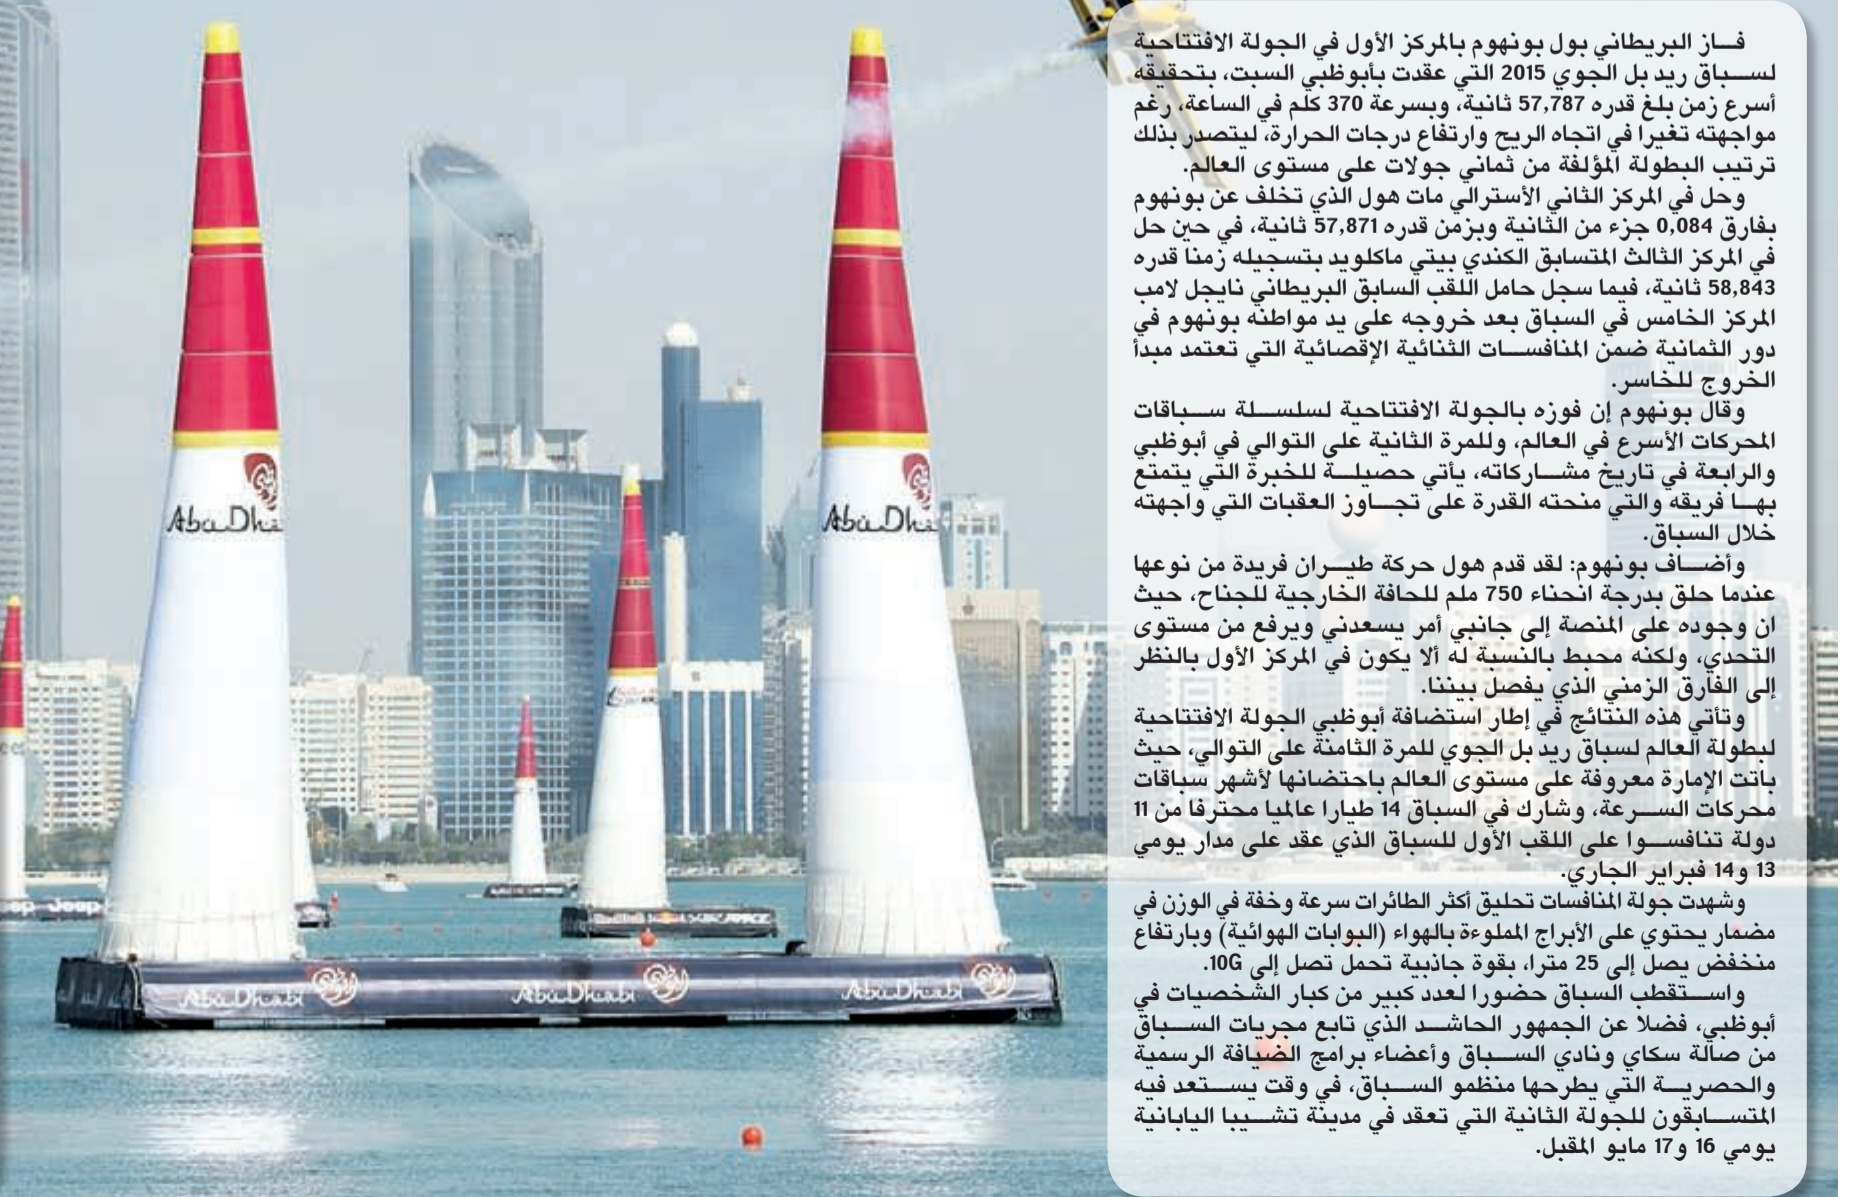 فــاز البريطاني بول بونهوم بالمركز الأول في الجولة الافتتاحية
لســـباق ريد بل الجوي 2015 التي عقدت بأبوظبي السبت، بتحقيقه
أسرع زمن بلغ قدره 57,787 ثانية، وبسرعة 370 كلم في الساعة، رغم
مواجهته تغيرا في اتجاه الريح وارتفاع درجات الحرارة، ليتصدر بذلك
ترتيب البطولة المؤلفة من ثماني جولات على مستوى العالم.
وحل في المركز الثاني الأسترالي مات هول الذي تخلف عن بونهوم
بفارق 0,084 جزء من الثانية وبزمن قدره 57,871 ثانية، في حين حل
في المركز الثالث المتسابق الكندي بيتي ماكلويد بتسجيله زمنا قدره
58,843 ثانية، فيما سجل حامل اللقب السابق البريطاني نايجل لامب
المركز الخامس في السباق بعد خروجه على يد مواطنه بونهوم في
دور الثمانية ضمن المنافســات الثنائية الإقصائية التي تعتمد مبدأ
الخروج للخاسر.
وقال بونهوم إن فوزه بالجولة الافتتاحية لسلســلة ســباقات
المحركات الأسرع في العالم، وللمرة الثانية على التوالي في أبوظبي
والرابعة في تاريخ مشــاركاته، يأتي حصيلــة للخبرة التي يتمتع
بهــا فريقه والتي منحته القدرة على تجــاوز العقبات التي واجهته
خلال السباق.
وأضــاف بونهوم: لقد قدم هول حركة طيــران فريدة من نوعها
عندما حلق بدرجة انحناء 750 ملم للحافة الخارجية للجناح، حيث
ان وجوده على المنصة إلى جانبي أمر يسعدني ويرفع من مستوى
التحدي، ولكنه محبط بالنسبة له ألا يكون في المركز الأول بالنظر
إلى الفارق الزمني الذي يفصل بيننا.
وتأتي هذه النتائج في إطار استضافة أبوظبي الجولة الافتتاحية
لبطولة العالم لسباق ريد بل الجوي للمرة الثامنة على التوالي، حيث
باتت الإمارة معروفة على مستوى العالم باحتضانها لأشهر سباقات
محركات الســرعة، وشارك في السباق 14 طيارا عالميا محترفا من 11
دولة تنافســوا على اللقب الأول للسباق الذي عقد على مدار يومي
13 و14 فبراير الجاري.
وشهدت جولة المنافسات تحليق أكثر الطائرات سرعة وخفة في الوزن في
مضمار يحتوي على الأبراج المملوءة بالهواء (البوابات الهوائية) وبارتفاع
منخفض يصل إلى 25 مترا، بقوة جاذبية تحمل تصل إلى 10G.
واســتقطب السباق حضورا لعدد كبير من كبار الشخصيات في
أبوظبي، فضلا عن الجمهور الحاشــد الذي تابع مجريات الســباق
من صالة سكاي ونادي الســباق وأعضاء برامج الضيافة الرسمية
والحصريــة التي يطرحها منظمو الســباق، في وقت يســتعد فيه
المتســابقون للجولة الثانية التي تعقد في مدينة تشــيبا اليابانية
يومي 16 و17 مايو المقبل.
Abu Dha
Abu Dha
Jeep
Abu Dhabi
Abu Dhabi
Abu Dhabi